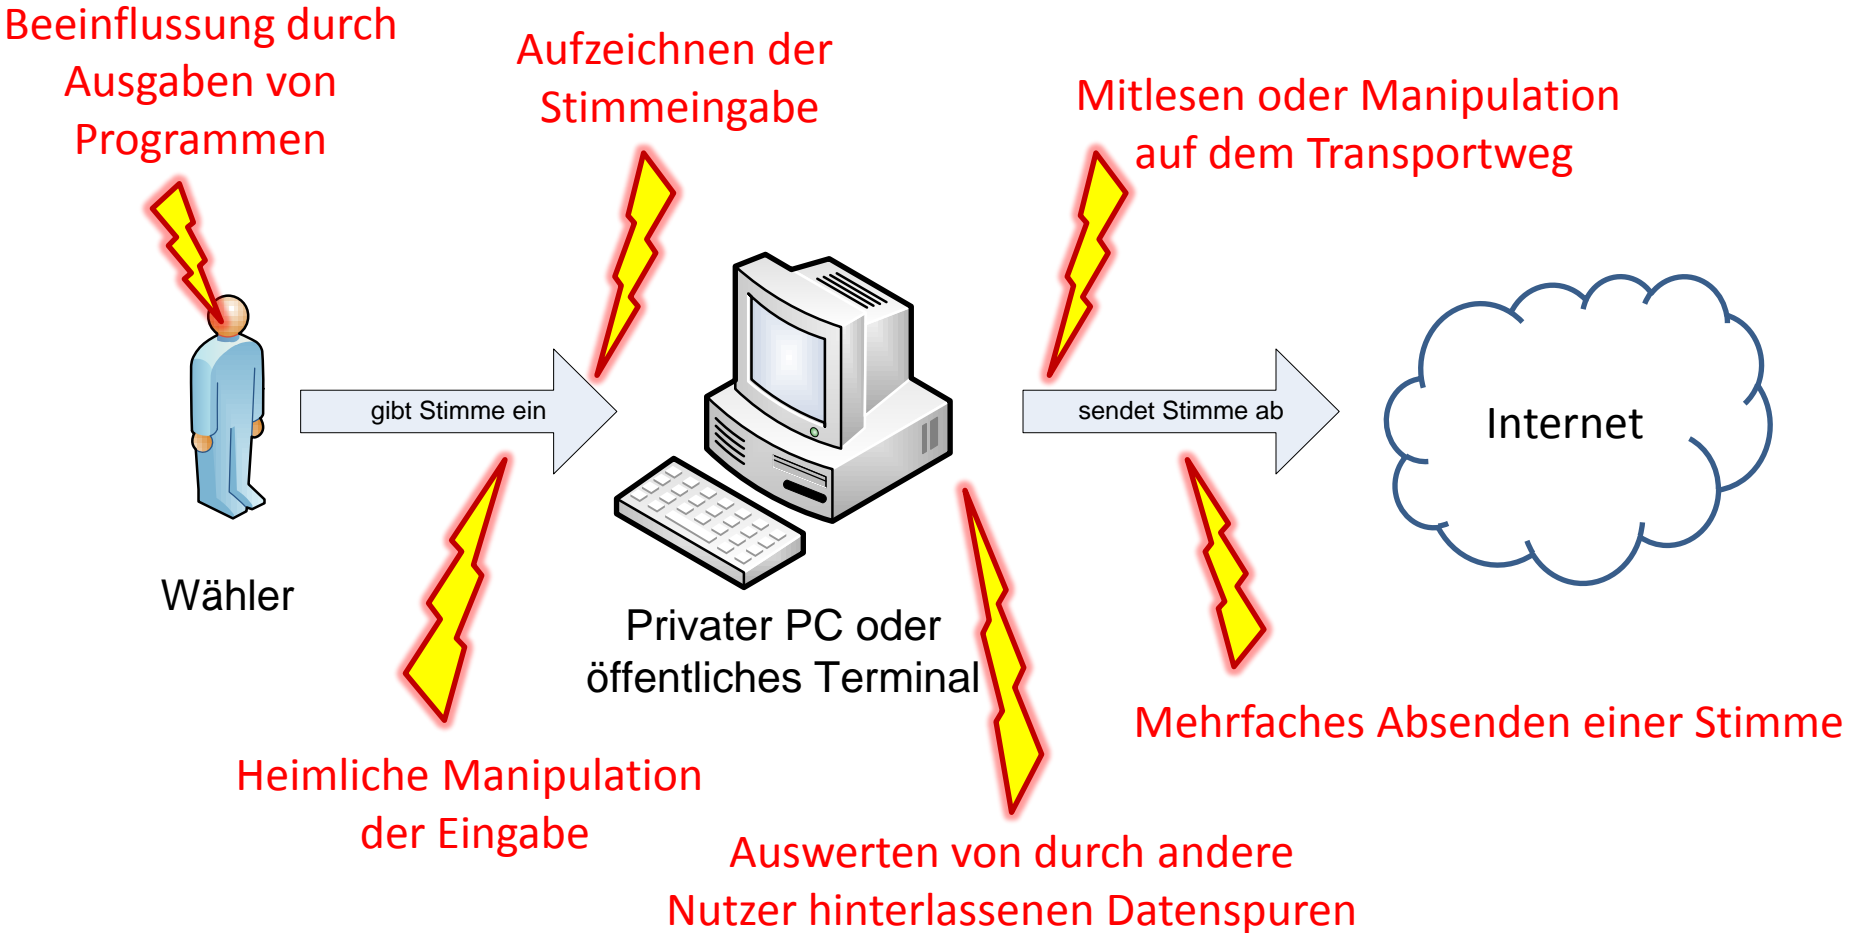 Beeinflussung durch
Ausgaben von
Programmen
Aufzeichnen der
Stimmeingabe
Mitlesen oder Manipulation
auf dem Transportweg
gibt Stimme ein
sendet Stimme ab
Internet
Wähler
Privater PC oder
öffentliches Terminal
Mehrfaches Absenden einer Stimme
Heimliche Manipulation
der Eingabe
Auswerten von durch andere
Nutzer hinterlassenen Datenspuren